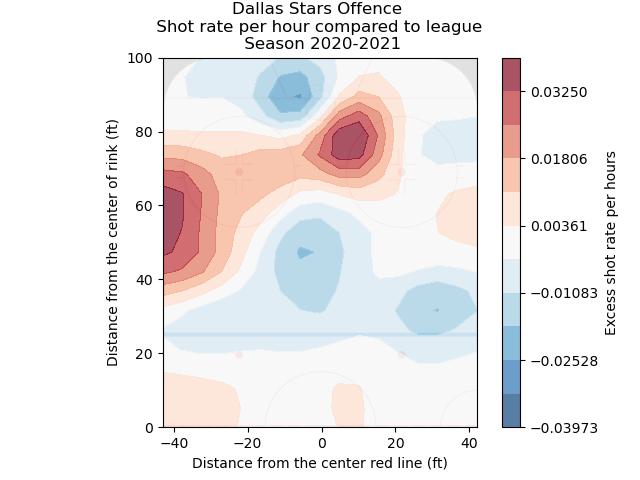 Dallas Stars Offence
Shot rate per hour compared to league
Season 2020-2021
100
80
60
40
20
0
Distance from the center of rink (ft)
−40
−20
0
20
40
Distance from the center red line (ft)
0.03250
0.01806
0.00361
−0.01083
−0.02528
−0.03973
Excess shot rate per hours